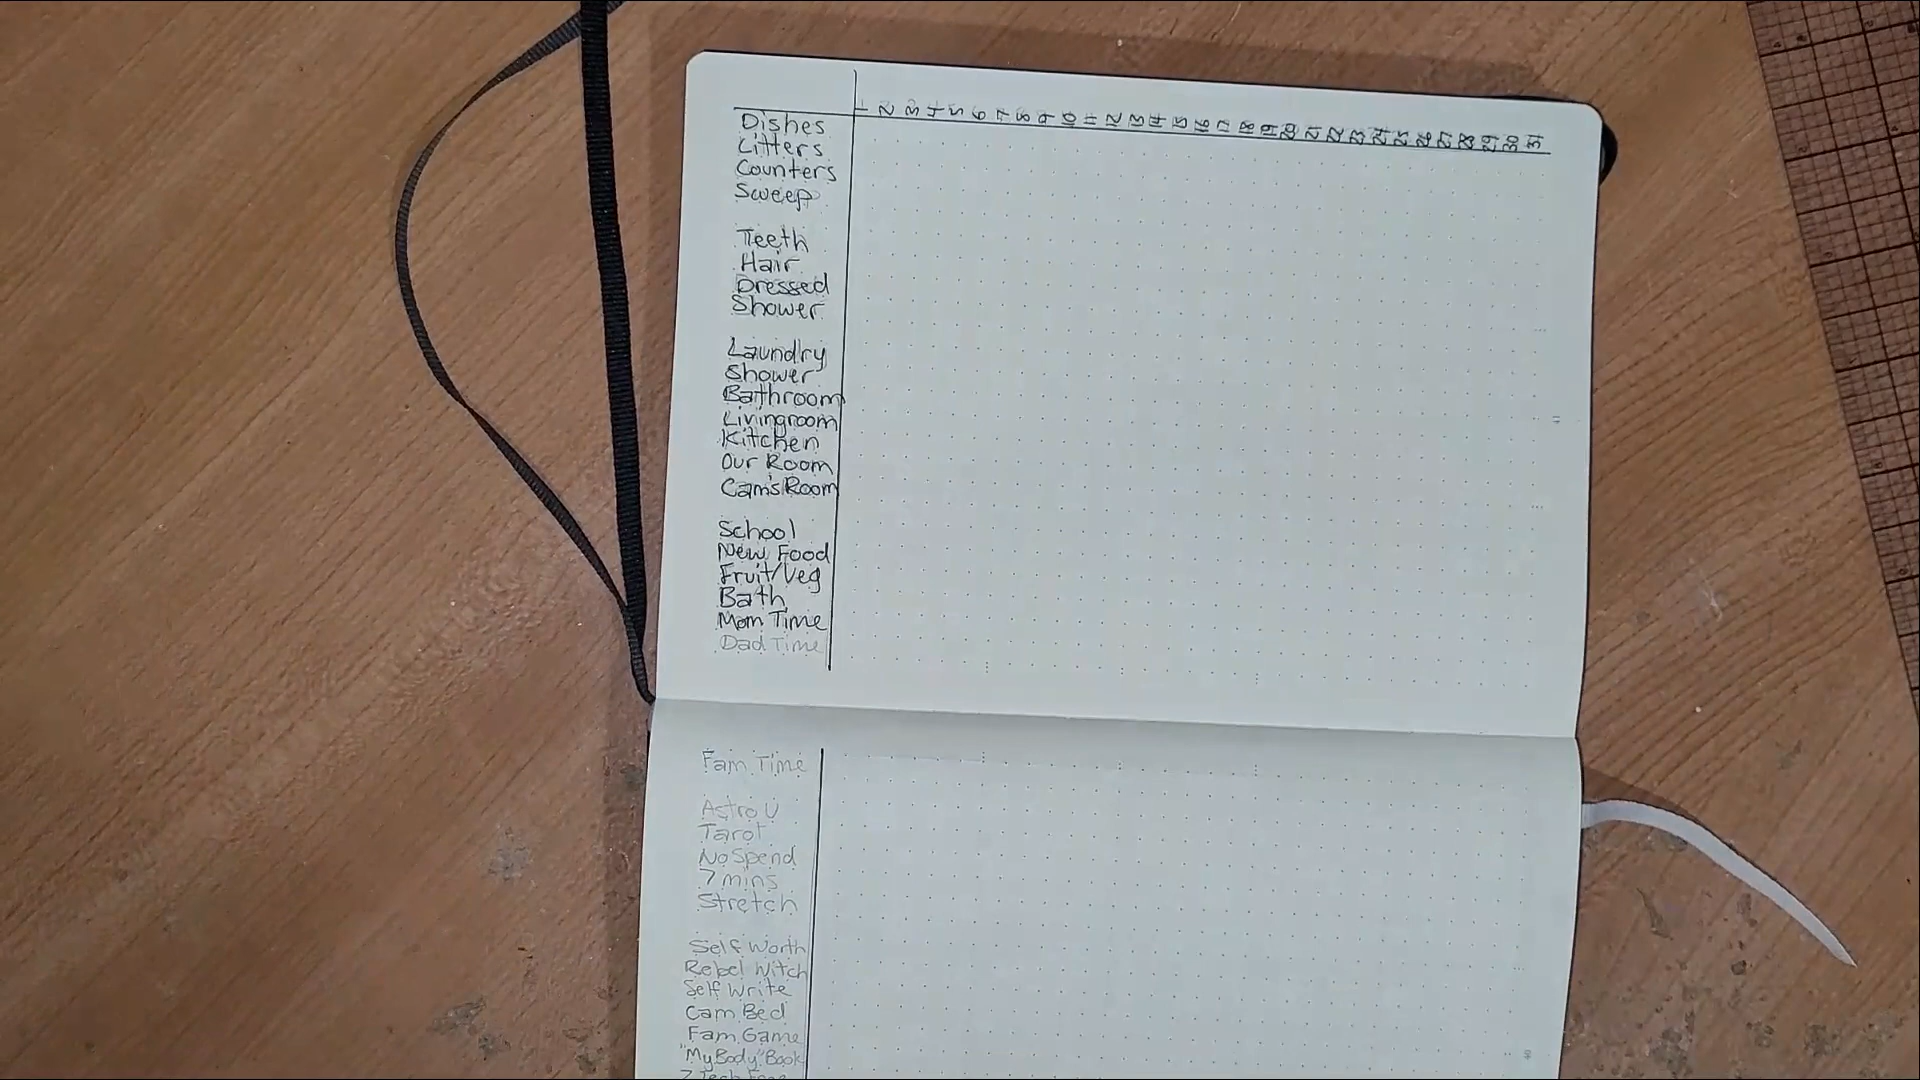 1 2 3 4 5 6 7 8 9 10 11 12 13 14 15 16 17 18 19 20 21 22 23 24 25 26 27 28 29 30 31
Dishes
Litters
Counters
Sweep
Teeth
Hair
Dressed
Shower
Laundry
Shower
Bathroom
Livingroom
Kitchen
Our Room
Cam's Room
School
New Food
Fruit/Veg
Bath
Mom Time
Dad Time
Fam Time
Astro U
Tarot
No Spend
7 mins
Stretch
Self Worth
Rebel Witch
Self Write
Cam Bed
Fam Game
"My Body" Book